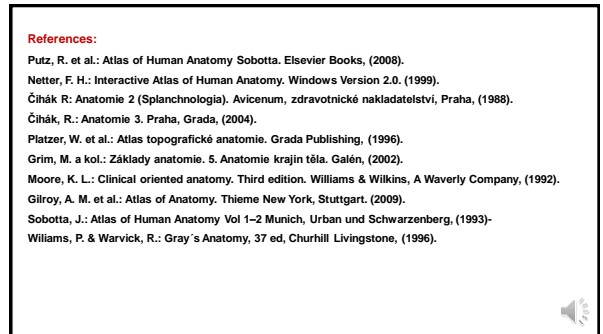 References:
Putz, R. et al.: Atlas of Human Anatomy Sobotta. Elsevier Books, (2008).
Netter, F. H.: Interactive Atlas of Human Anatomy. Windows Version 2.0. (1999).
Čihák R: Anatomie 2 (Splanchnologia). Avicenum, zdravotnické nakladatelství, Praha, (1988).
Čihák, R.: Anatomie 3. Praha, Grada, (2004).
Platzer, W. et al.: Atlas topografické anatomie. Grada Publishing, (1996).
Grim, M. a kol.: Základy anatomie. 5. Anatomie krajin těla. Galén, (2002).
Moore, K. L.: Clinical oriented anatomy. Third edition. Williams & Wilkins, A Waverly Company, (1992).
Gilroy, A. M. et al.: Atlas of Anatomy. Thieme New York, Stuttgart. (2009).
Sobotta, J.: Atlas of Human Anatomy Vol 1–2 Munich, Urban und Schwarzenberg, (1993)-
Wiliams, P. & Warvick, R.: Gray´s Anatomy, 37 ed, Churhill Livingstone, (1996).